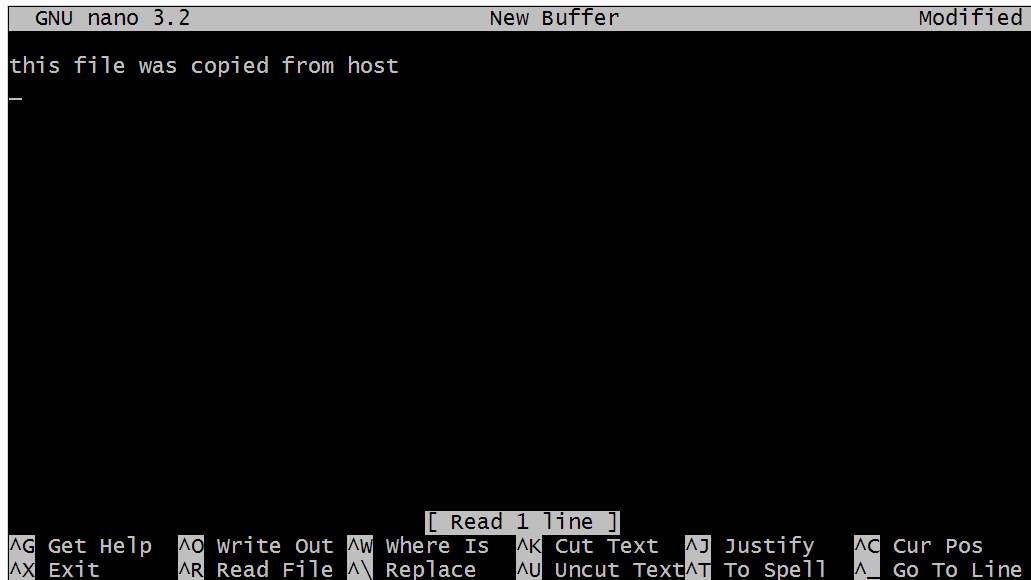 GNU nano 3.2 New Buffer Modified
this file was copied from host
[ Read 1 line ]
^G Get Help ^O Write Out ^W Where Is ^K Cut Text ^J Justify ^C Cur Pos
^X Exit ^R Read File ^\ Replace ^U Uncut Text ^T To Spell ^_ Go To Line